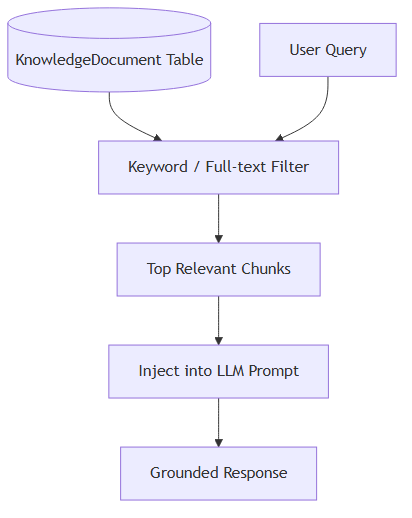 KnowledgeDocument Table
User Query
Keyword / Full-text Filter
Top Relevant Chunks
Inject into LLM Prompt
Grounded Response